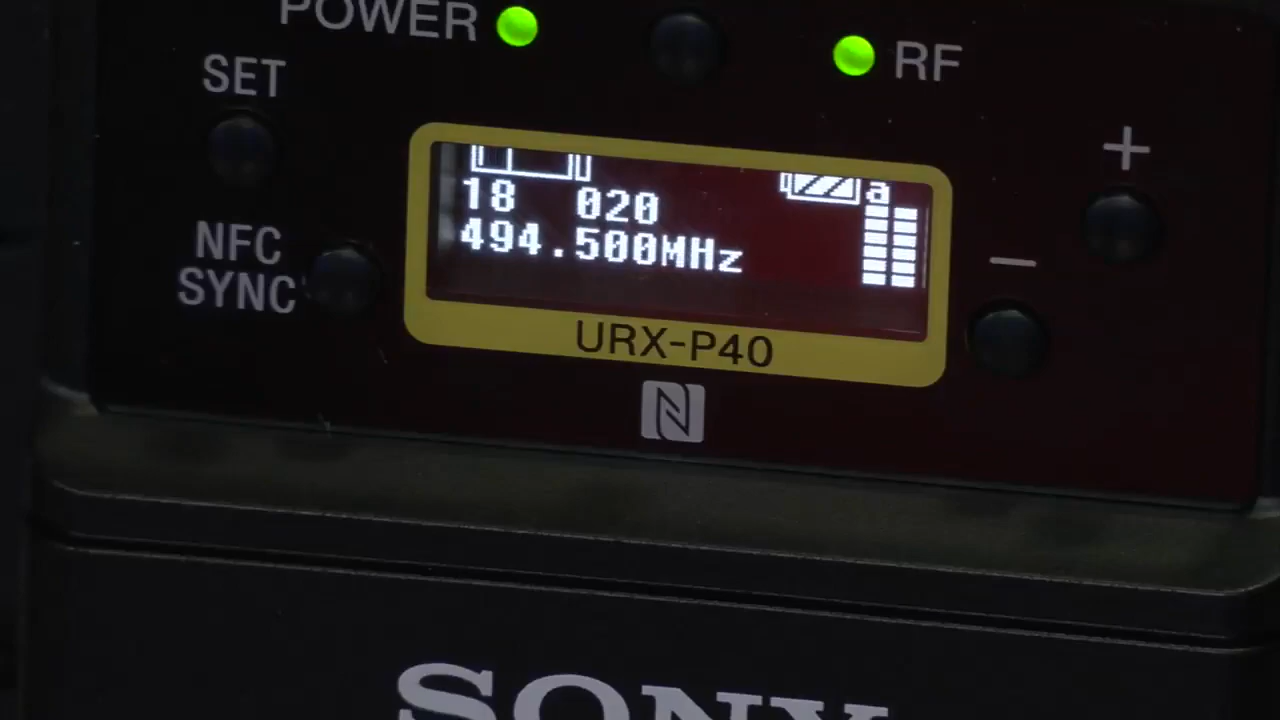 POWER
RF
SET
+
a
18 020
494.500MHz
NFC
SYNC
−
URX-P40
N
SONY